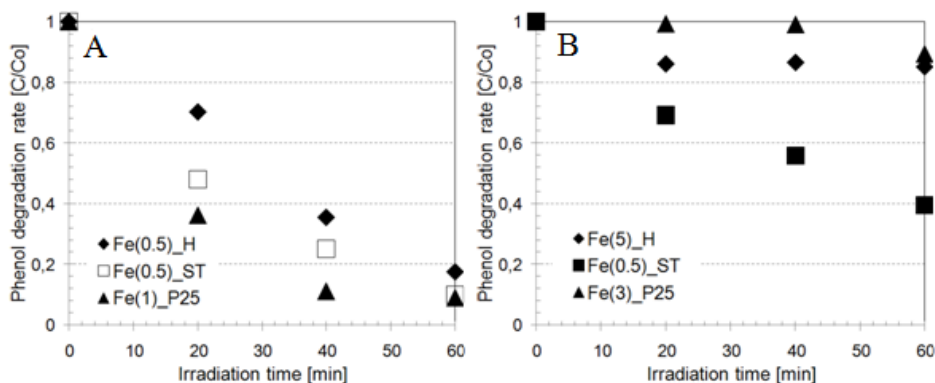 A
Phenol degradation rate [C/Co]
1
0,8
0,6
0,4
0,2
0
Fe(0.5)_H
Fe(0.5)_ST
Fe(1)_P25
0 10 20 30 40 50 60
Irradiation time [min]
B
Phenol degradation rate [C/Co]
1
0,8
0,6
0,4
0,2
0
Fe(5)_H
Fe(0.5)_ST
Fe(3)_P25
0 10 20 30 40 50 60
Irradiation time [min]